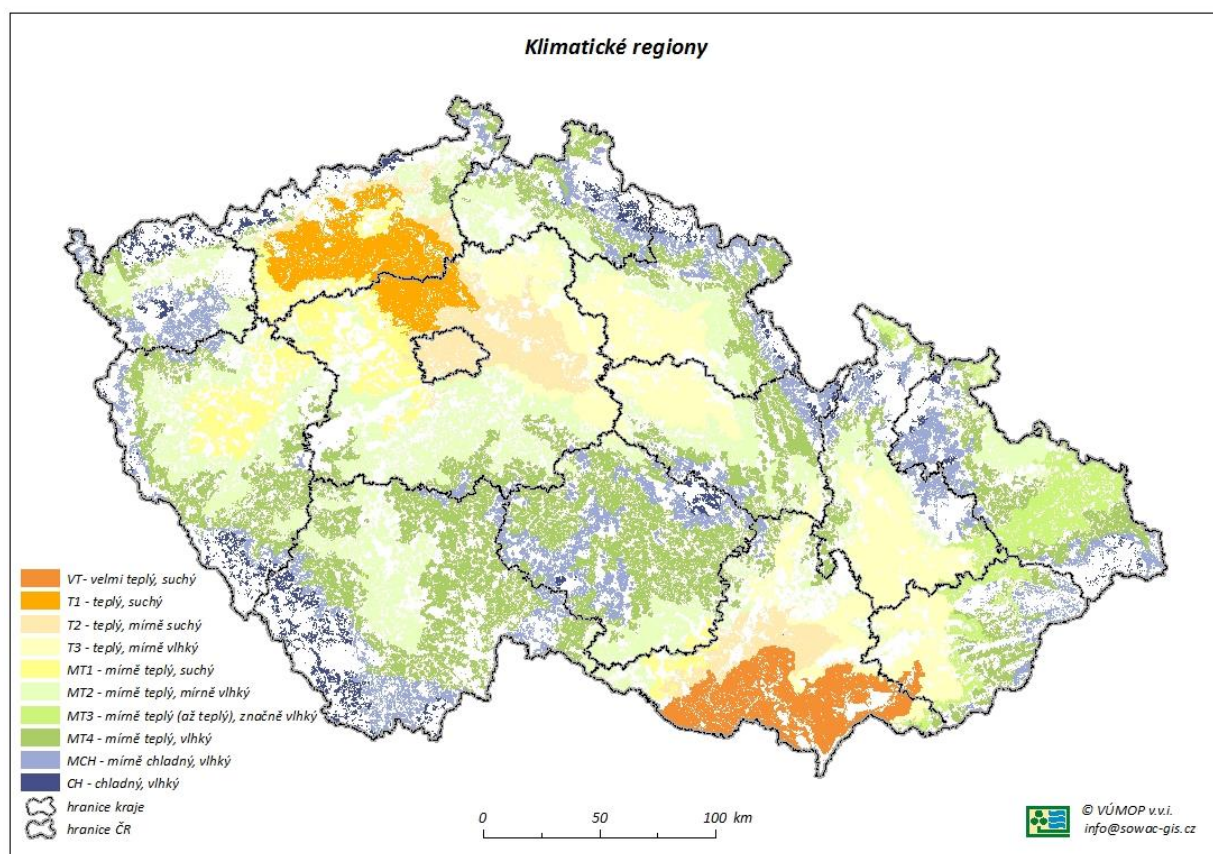 Klimatické regiony
VT- velmi teplý, suchý
T1 - teplý, suchý
T2 - teplý, mírně suchý
T3 - teplý, mírně vlhký
MT1 - mírně teplý, suchý
MT2 - mírně teplý, mírně vlhký
MT3 - mírně teplý (až teplý), značně vlhký
MT4 - mírně teplý, vlhký
MCH - mírně chladný, vlhký
CH - chladný, vlhký
hranice kraje
hranice ČR
0 50 100 km
© VÚMOP v.v.i.
info@sowac-gis.cz